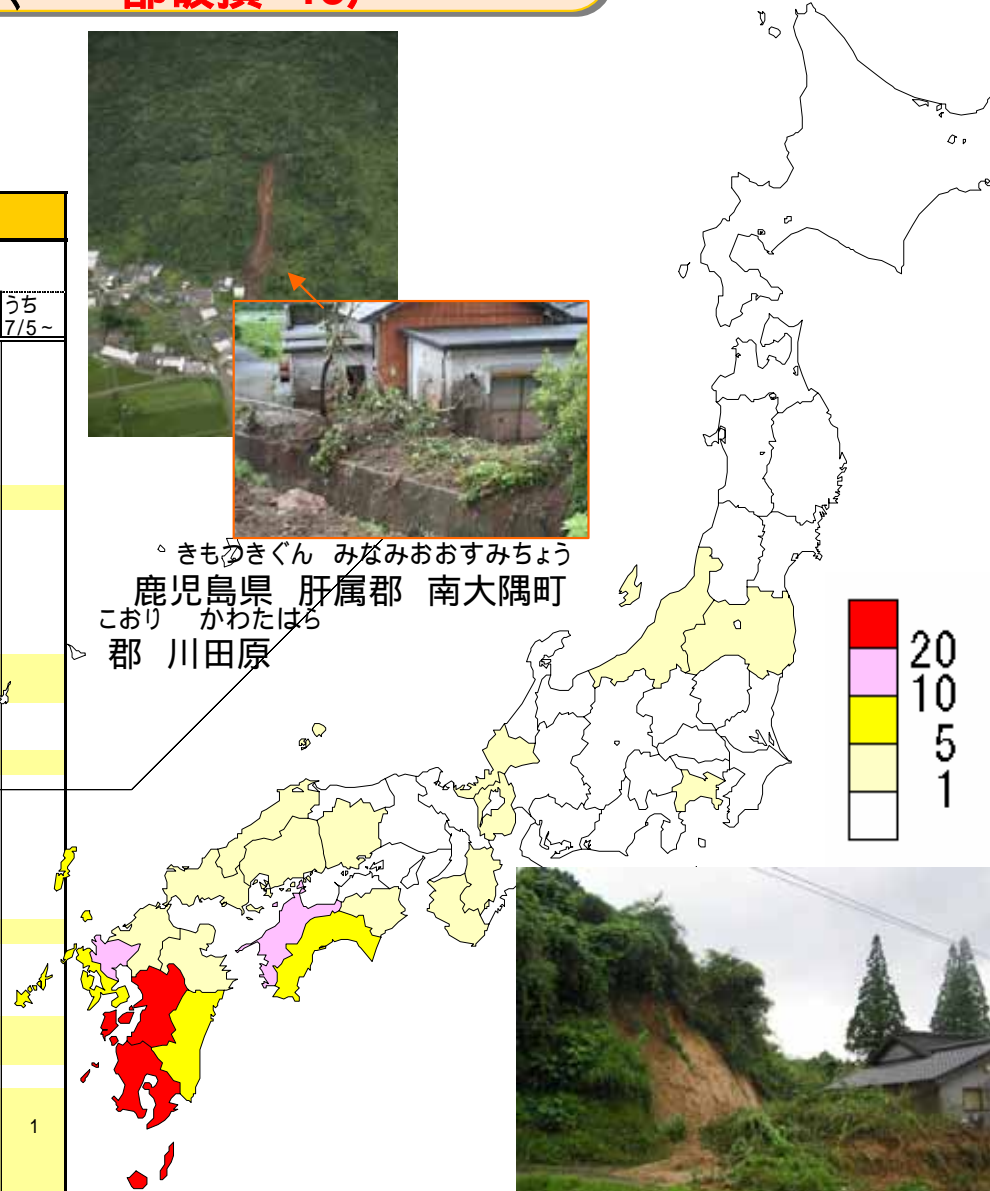 うち
7/5~
1
きもつきぐん みなみおおすみちょう
鹿児島県 肝属郡 南大隅町
こおり かわたはら
郡 川田原
20
10
5
1